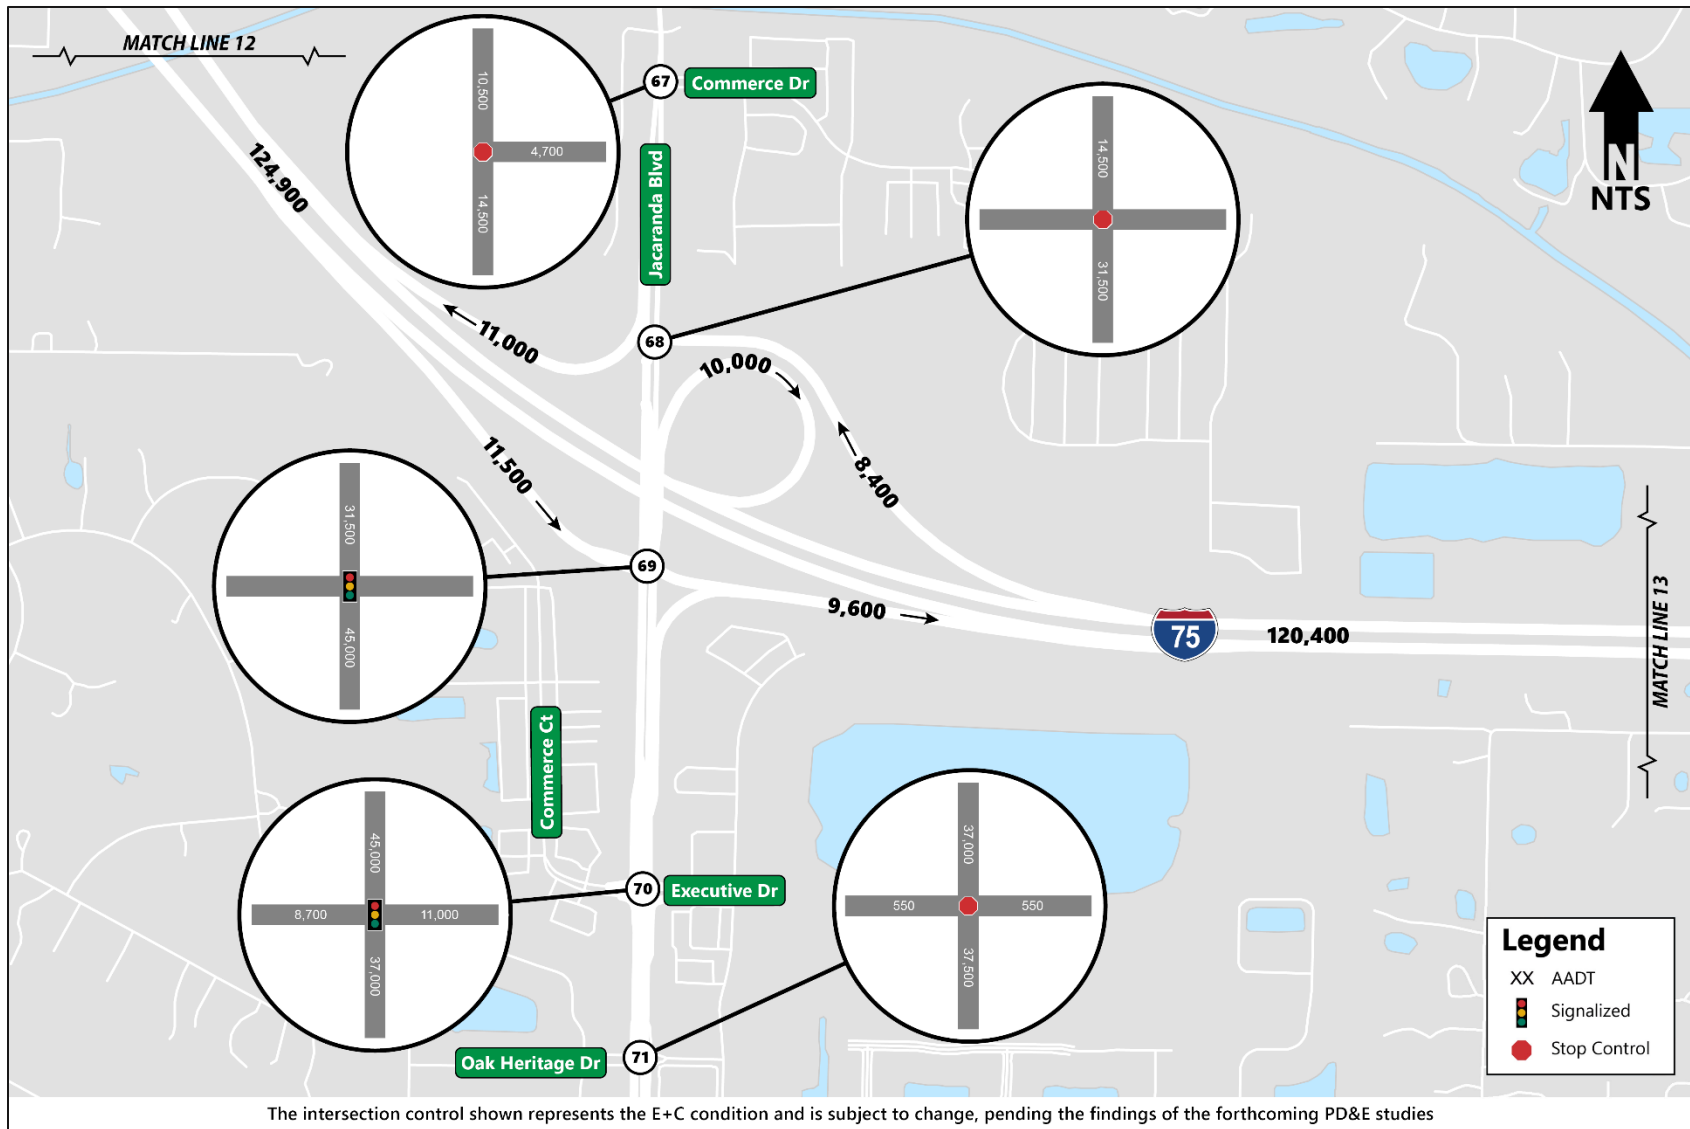 MATCH LINE 12
67
Commerce Dr
10,500
4,700
14,500
Jacaranda Blvd
14,500
31,500
N
NTS
124,900
11,000
68
10,000
11,500
8,400
31,500
45,000
69
9,600
75
120,400
MATCH LINE 13
Commerce Ct
45,000
8,700
11,000
37,000
70
Executive Dr
37,000
550
550
37,500
71
Oak Heritage Dr
Legend
XX AADT
Signalized
Stop Control
The intersection control shown represents the E+C condition and is subject to change, pending the findings of the forthcoming PD&E studies